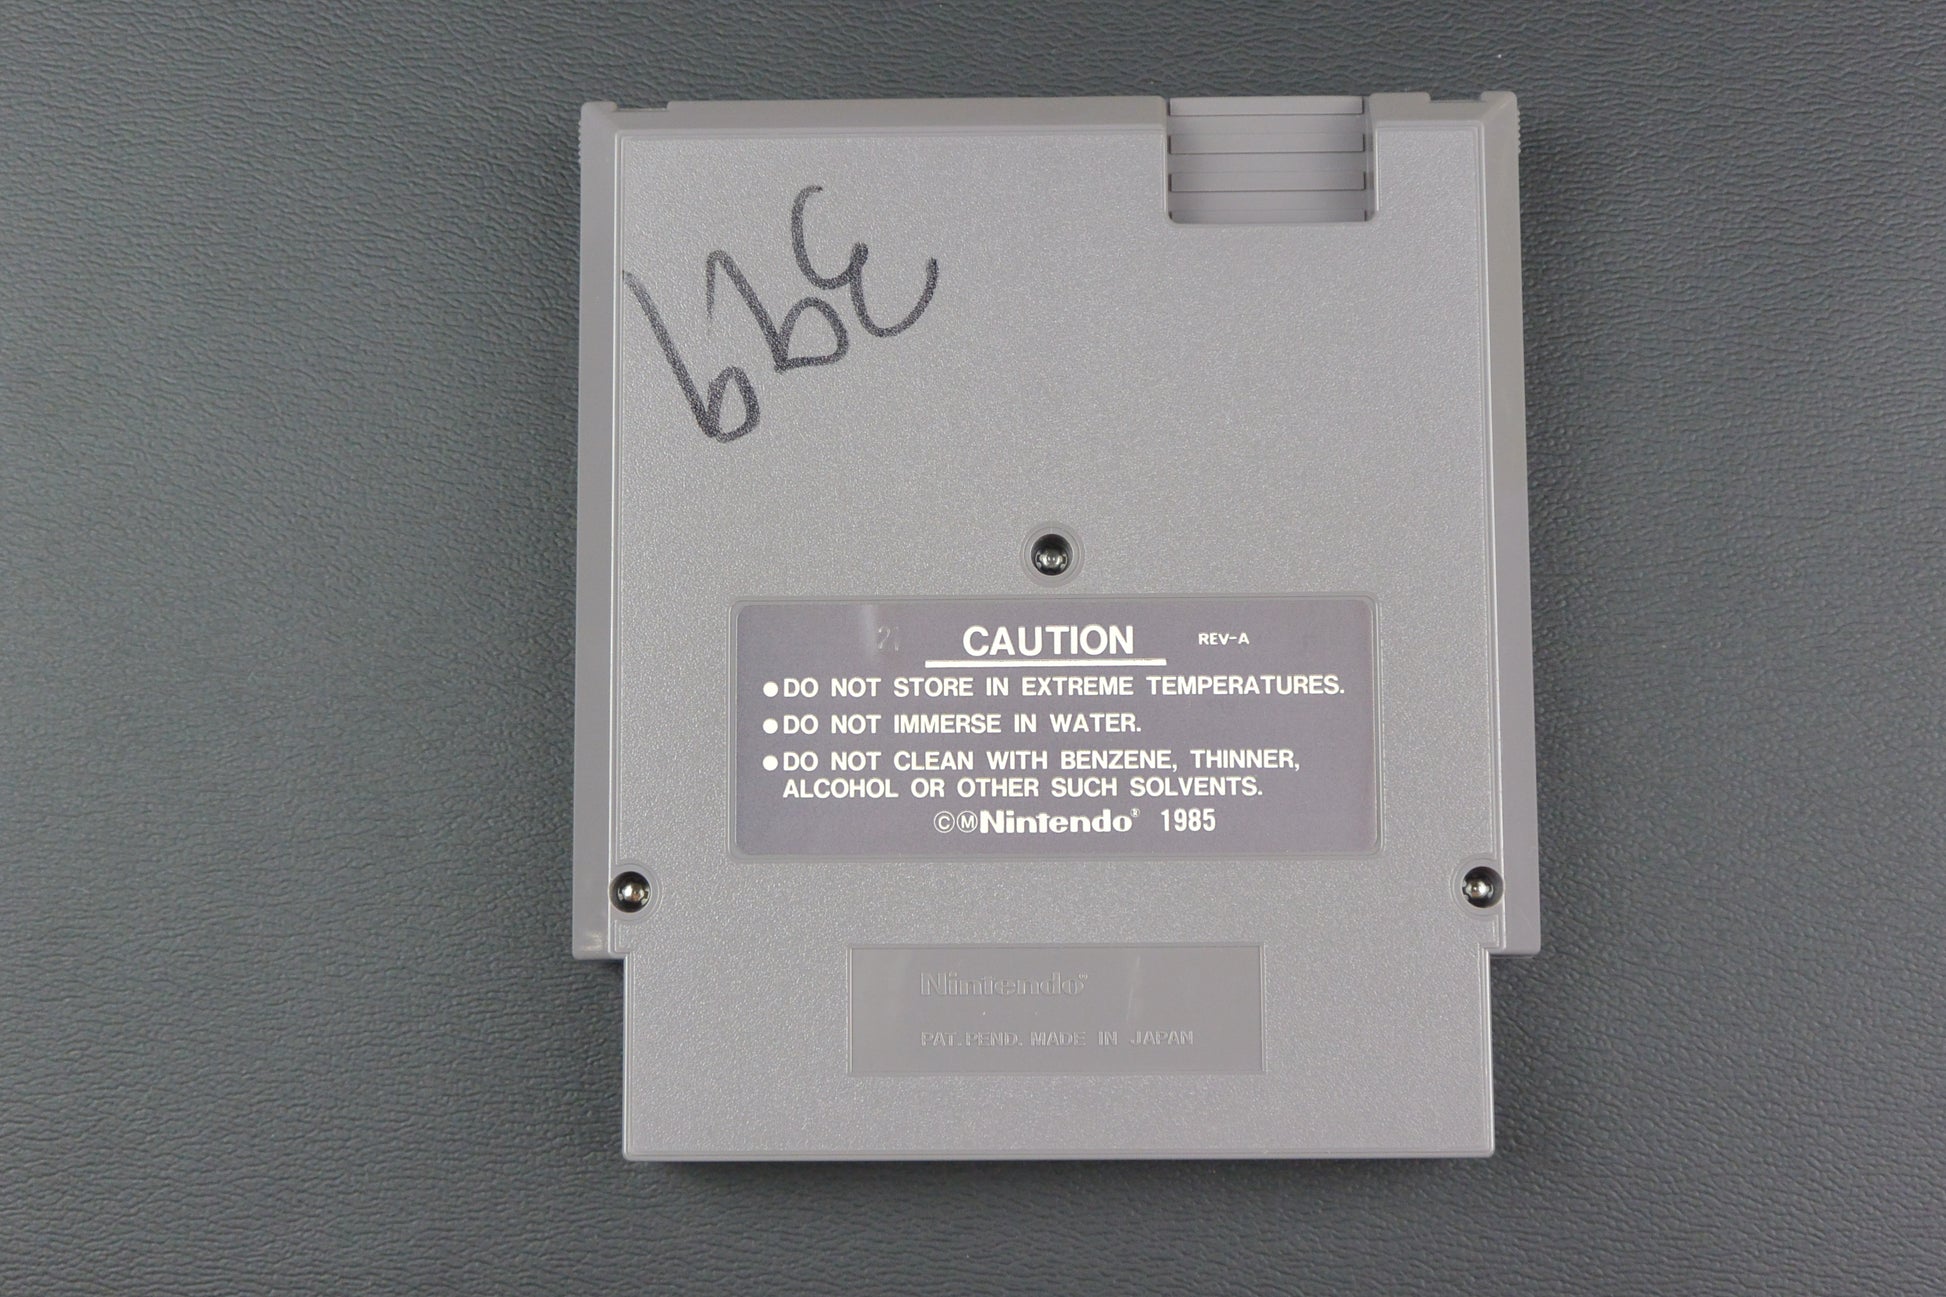 CAUTION REV-A
●DO NOT STORE IN EXTREME TEMPERATURES.
●DO NOT IMMERSE IN WATER.
●DO NOT CLEAN WITH BENZENE, THINNER,
ALCOHOL OR OTHER SUCH SOLVENTS.
©ⓂNintendo® 1985
Nintendo®
PAT. PEND. MADE IN JAPAN